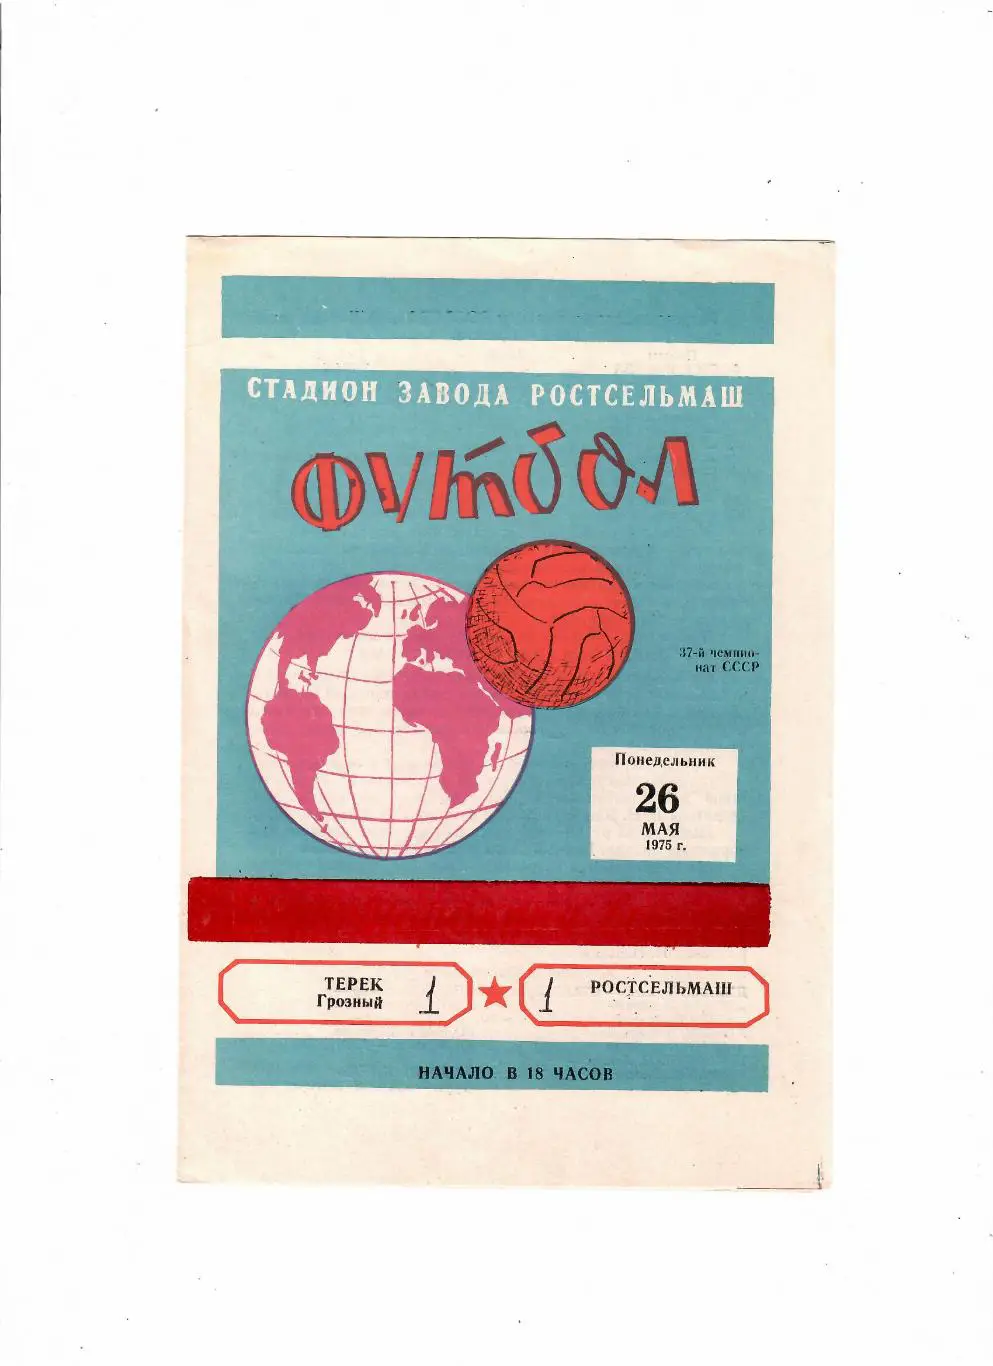 СТАДИОН ЗАВОДА РОСТСЕЛЬМАШ
ФУТБОЛ
37-й чемпио-
нат СССР
Понедельник
26
МАЯ
1975 г.
ТЕРЕК
Грозный
1
1
РОСТСЕЛЬМАШ
НАЧАЛО В 18 ЧАСОВ